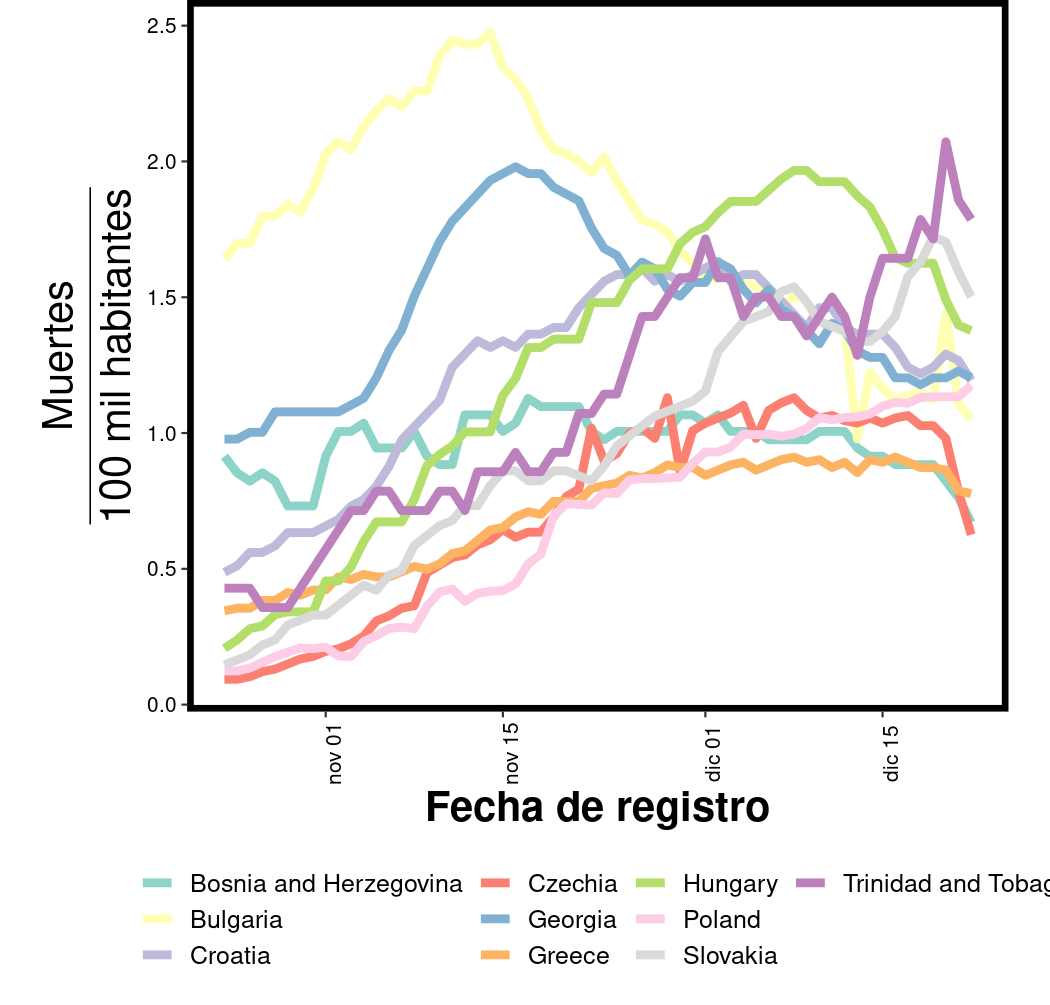 Muertes
100 mil habitantes
2.5
2.0
1.5
1.0
0.5
0.0
nov 01
nov 15
dic 01
dic 15
Fecha de registro
Bosnia and Herzegovina Czechia Hungary Trinidad and Tobag
Bulgaria Georgia Poland
Croatia Greece Slovakia